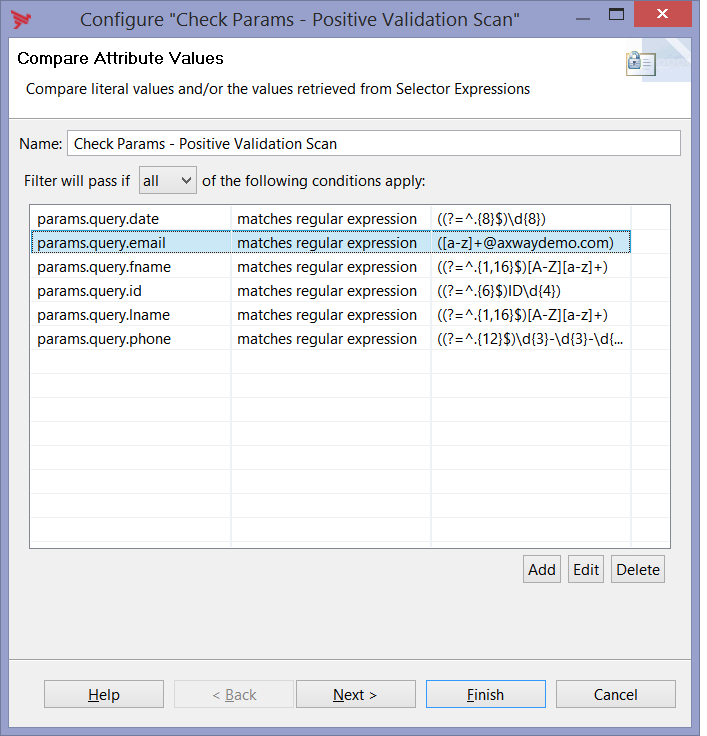 Configure "Check Params - Positive Validation Scan"
Compare Attribute Values
Compare literal values and/or the values retrieved from Selector Expressions
Name: Check Params - Positive Validation Scan
Filter will pass if all of the following conditions apply:
params.query.date matches regular expression ((?=^.{8}$)\d{8})
params.query.email matches regular expression ([a-z]+@axwaydemo.com)
params.query.fname matches regular expression ((?=^.{1,16}$)[A-Z][a-z]+)
params.query.id matches regular expression ((?=^.{6}$)ID\d{4})
params.query.lname matches regular expression ((?=^.{1,16}$)[A-Z][a-z]+)
params.query.phone matches regular expression ((?=^.{12}$)\d{3}-\d{3}-\d{...
Add Edit Delete
Help < Back Next > Finish Cancel